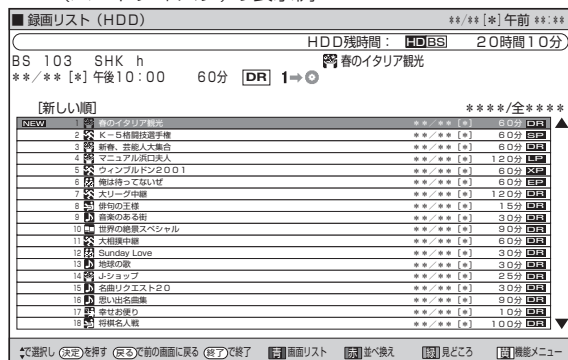 ■ 録画リスト（HDD） **/**[*]午前 **:**
HDD残時間： HD BS 20時間10分
BS 103 SHK h 春のイタリア観光
**/** [*] 午後10:00 60分 DR 1➡
［新しい順］ ****/全****
NEW 1 春のイタリア観光 **/** [*] 60分 DR
2 K－5格闘技選手権 **/** [*] 60分 SP
3 新春、芸能人大集合 **/** [*] 60分 DR
4 マニュアル浜口夫人 **/** [*] 120分 LP
5 ウィンブルドン2001 **/** [*] 60分 XP
6 俺は待ってないぜ **/** [*] 60分 EP
7 大リーグ中継 **/** [*] 120分 DR
8 俳句の王様 **/** [*] 15分 DR
9 音楽のある街 **/** [*] 30分 DR
10 世界の絶景スペシャル **/** [*] 90分 DR
11 大相撲中継 **/** [*] 60分 DR
12 Sunday Love **/** [*] 30分 DR
13 地球の歌 **/** [*] 30分 DR
14 J-ショップ **/** [*] 25分 DR
15 名曲リクエスト20 **/** [*] 30分 DR
16 思い出名曲集 **/** [*] 90分 DR
17 幸せお便り **/** [*] 10分 DR
18 将棋名人戦 **/** [*] 100分 DR
で選択し 決定を押す 戻るで前の画面に戻る 終了で終了 青 画面リスト 赤 並べ換え 緑 見どころ 黄 機能メニュー